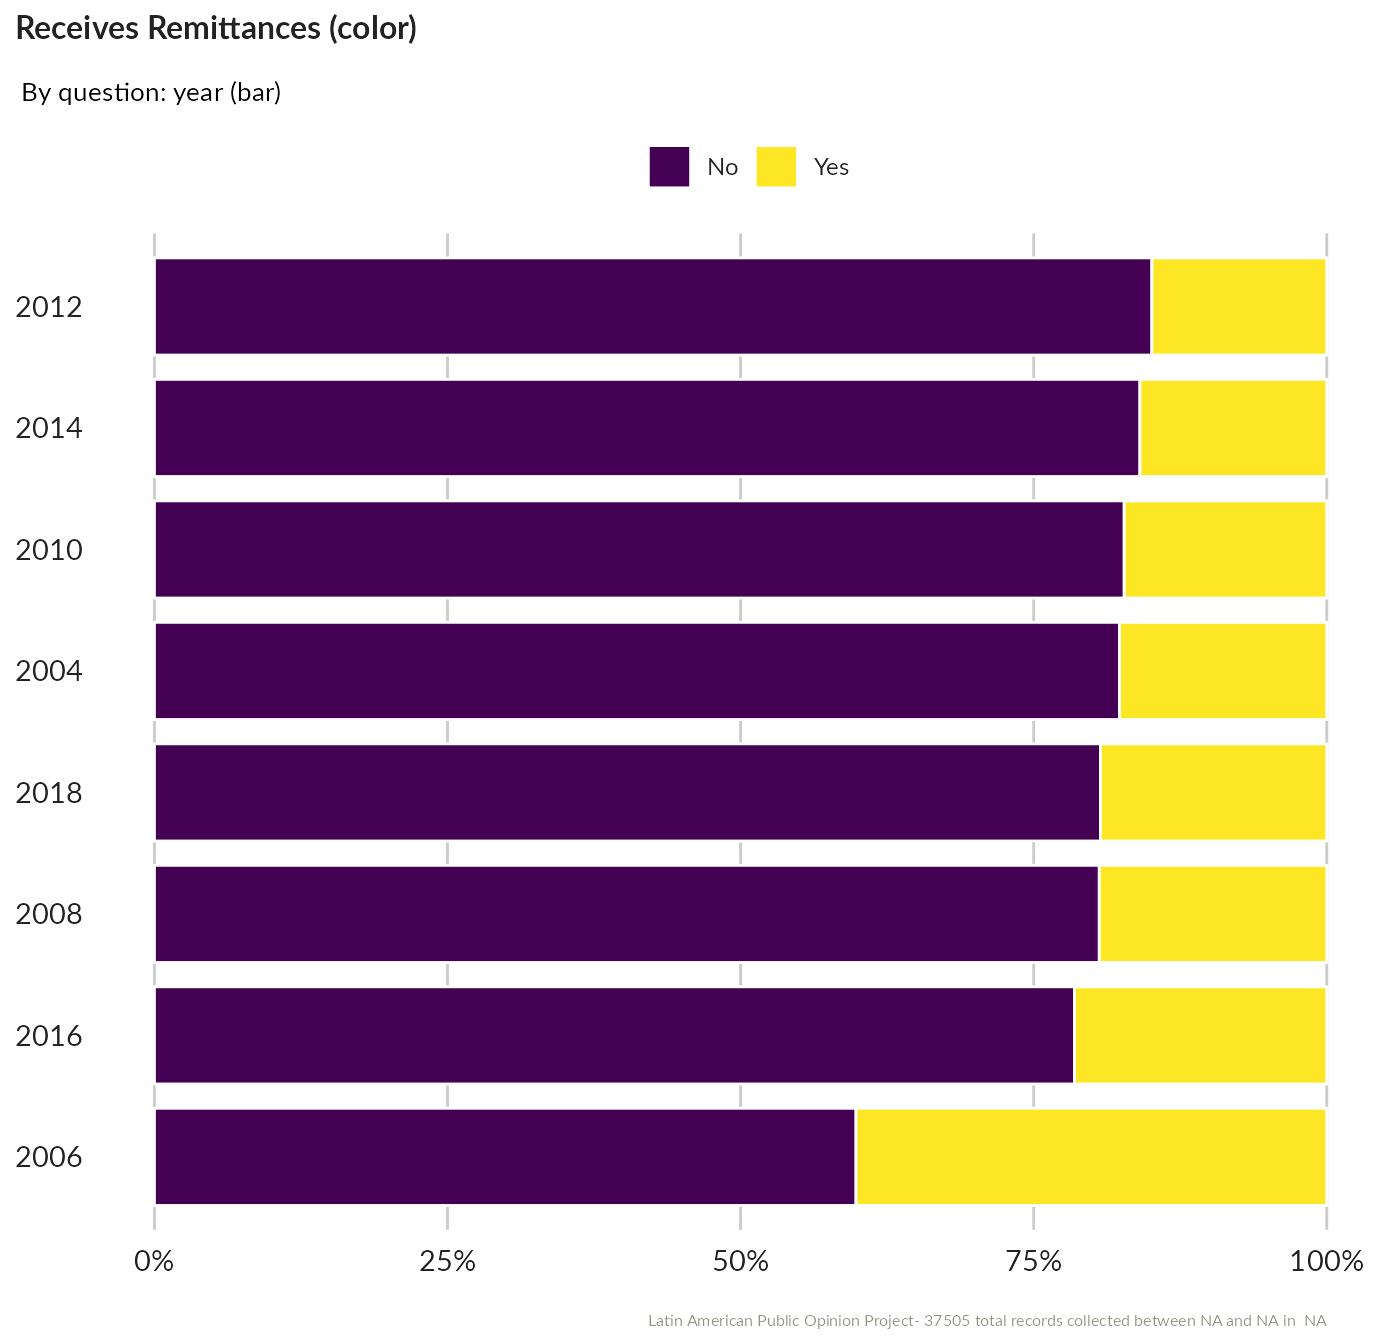 Receives Remittances (color)
By question: year (bar)
No Yes
2012
2014
2010
2004
2018
2008
2016
2006
0% 25% 50% 75% 100%
Latin American Public Opinion Project- 37505 total records collected between NA and NA in  NA